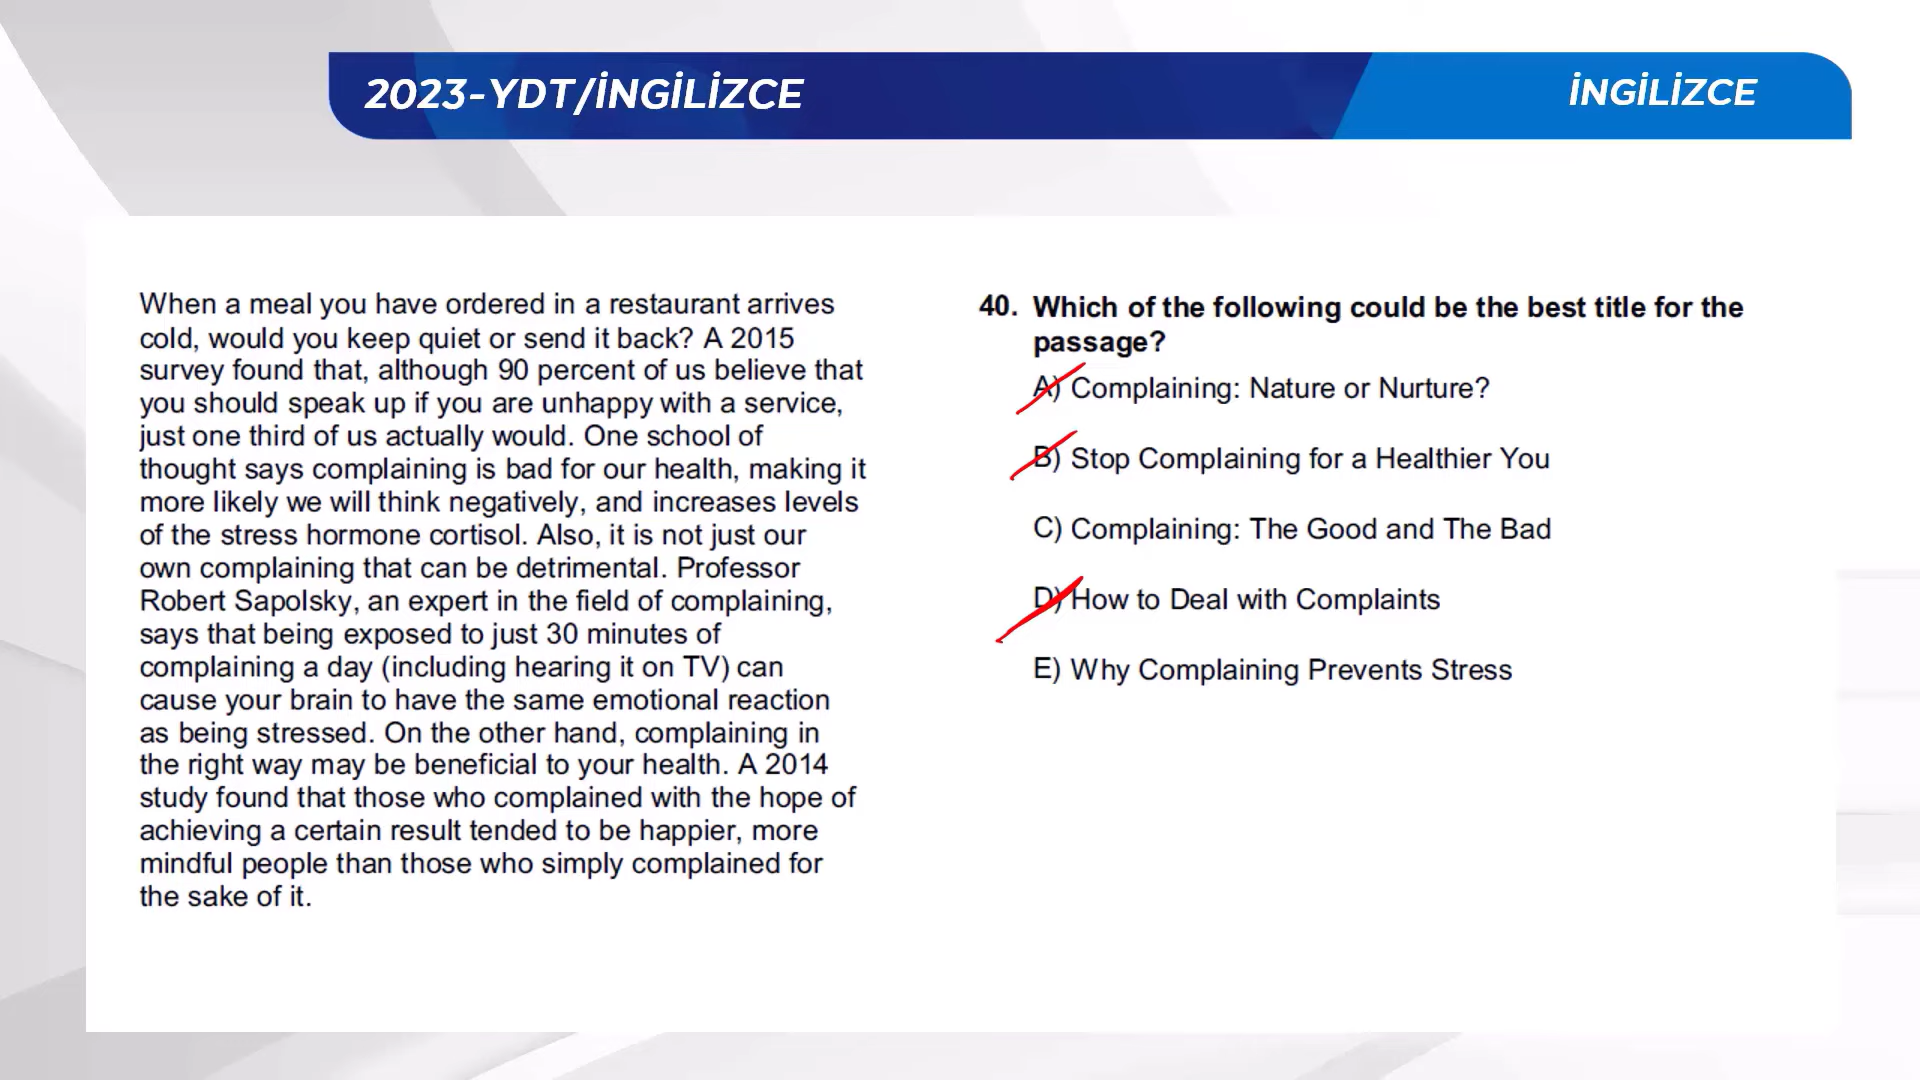 2023-YDT/İNGİLİZCE
İNGİLİZCE
When a meal you have ordered in a restaurant arrives
cold, would you keep quiet or send it back? A 2015
survey found that, although 90 percent of us believe that
you should speak up if you are unhappy with a service,
just one third of us actually would. One school of
thought says complaining is bad for our health, making it
more likely we will think negatively, and increases levels
of the stress hormone cortisol. Also, it is not just our
own complaining that can be detrimental. Professor
Robert Sapolsky, an expert in the field of complaining,
says that being exposed to just 30 minutes of
complaining a day (including hearing it on TV) can
cause your brain to have the same emotional reaction
as being stressed. On the other hand, complaining in
the right way may be beneficial to your health. A 2014
study found that those who complained with the hope of
achieving a certain result tended to be happier, more
mindful people than those who simply complained for
the sake of it.
40. Which of the following could be the best title for the
passage?
A) Complaining: Nature or Nurture?
B) Stop Complaining for a Healthier You
C) Complaining: The Good and The Bad
D) How to Deal with Complaints
E) Why Complaining Prevents Stress